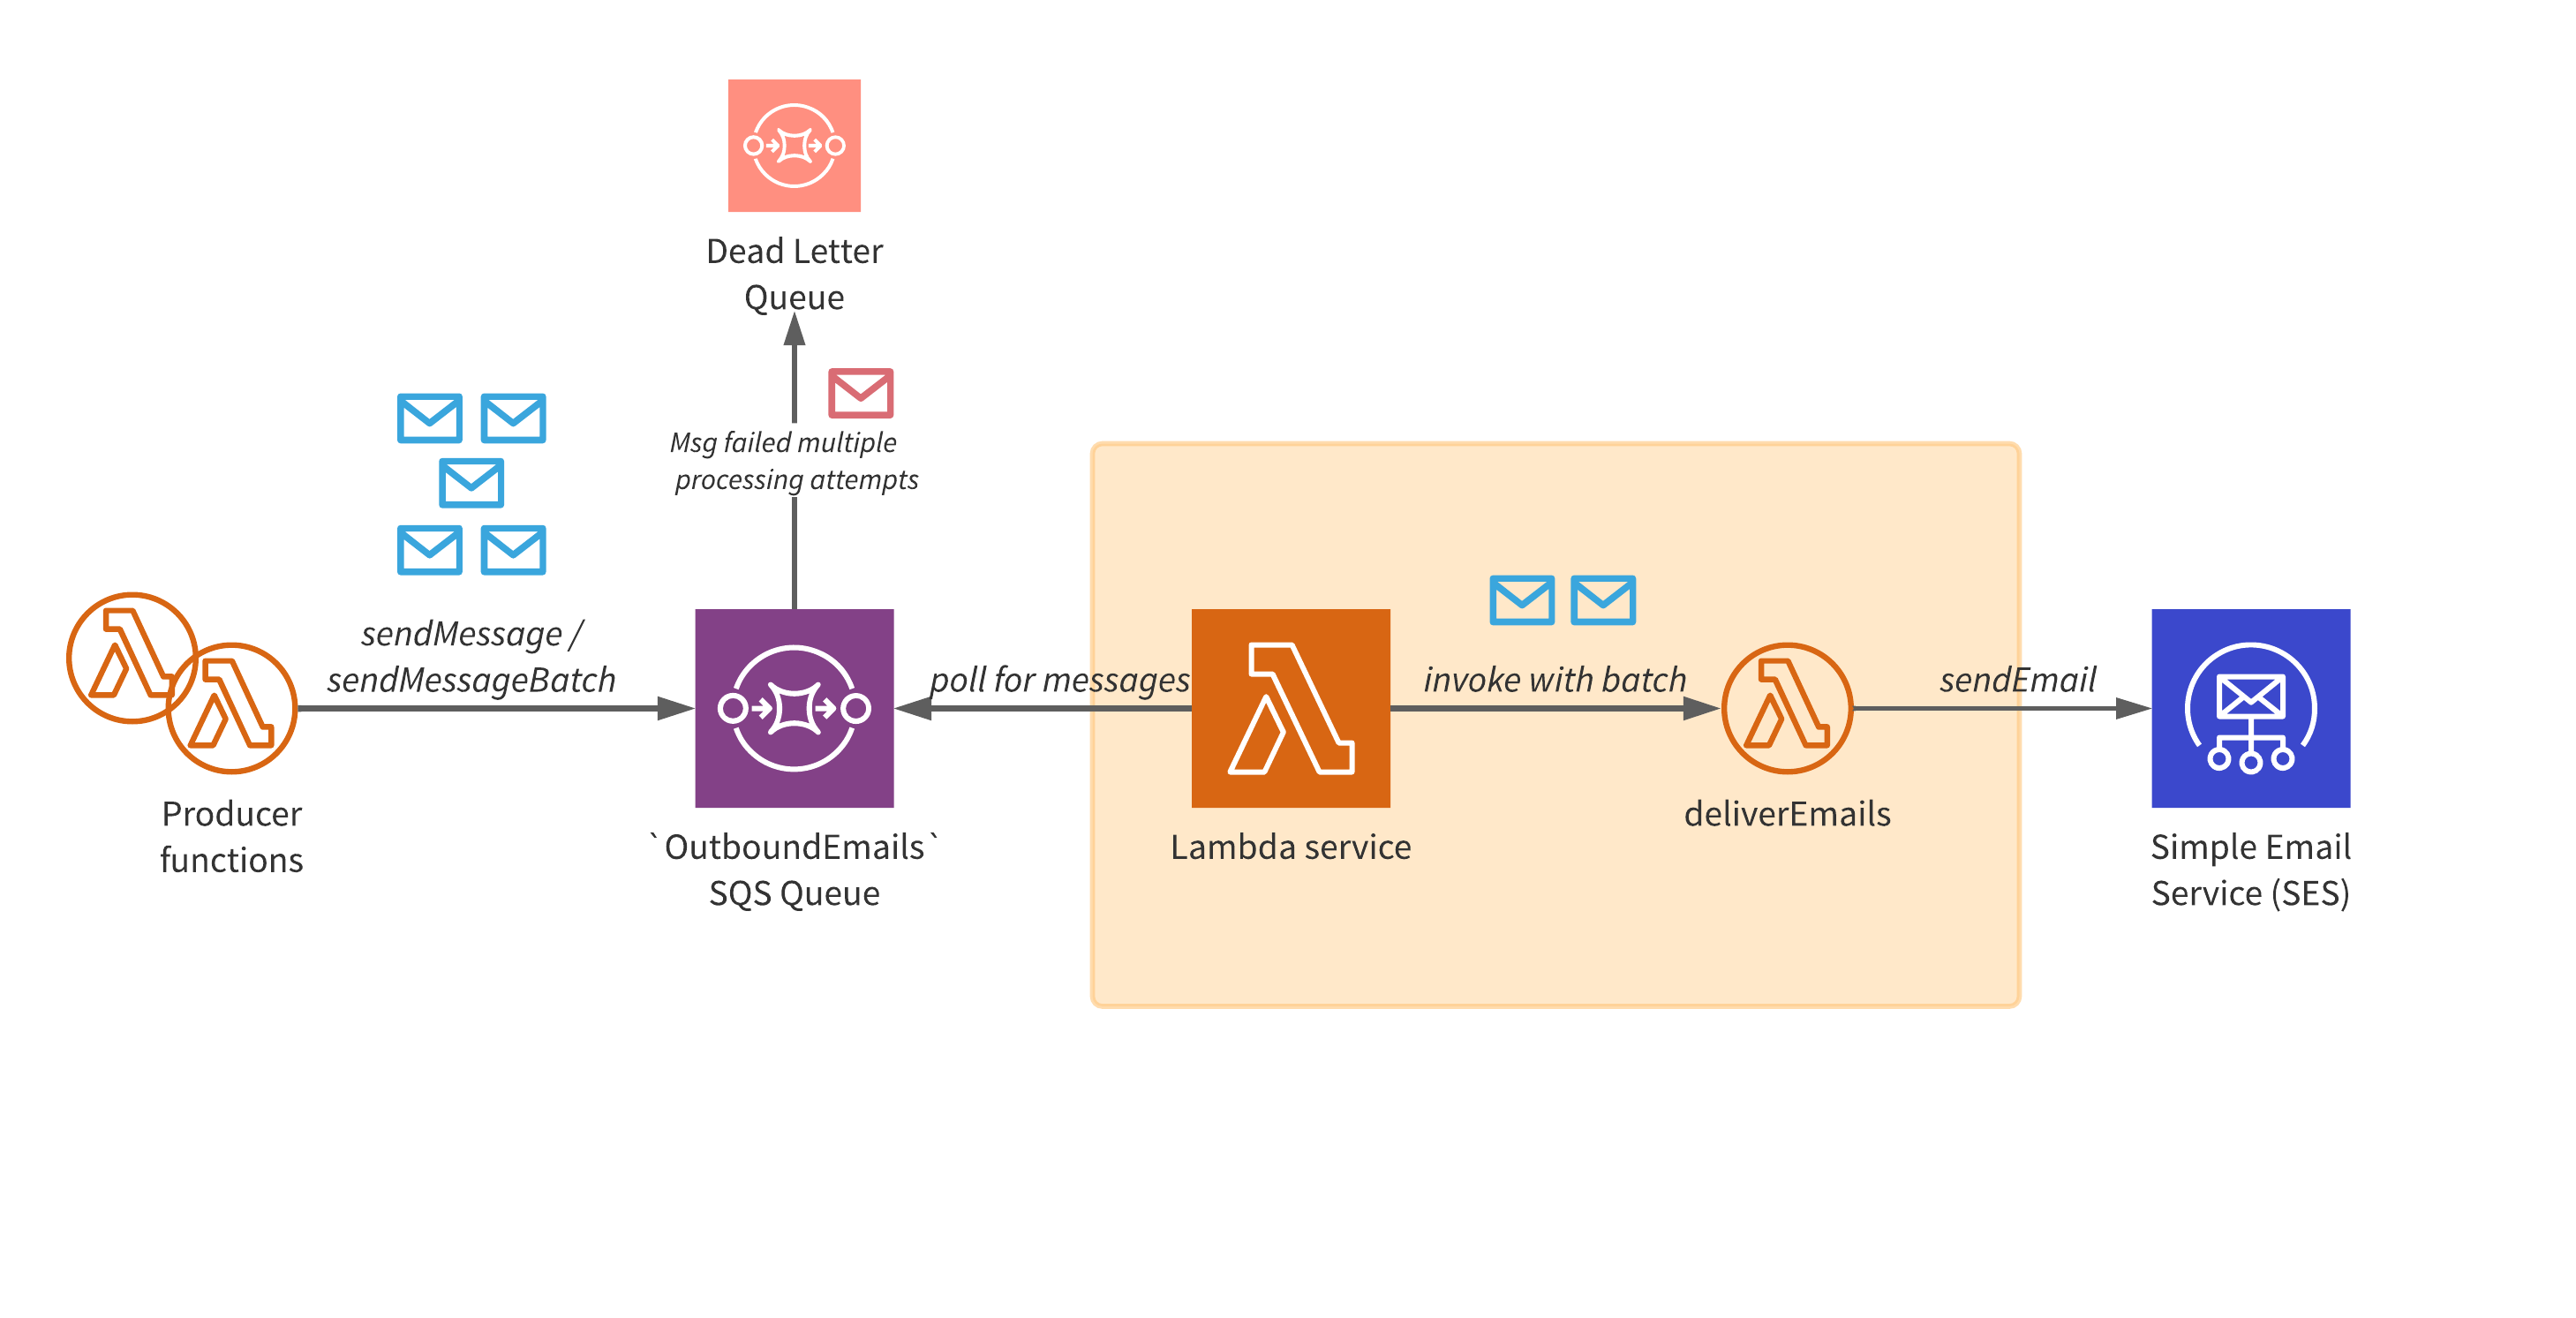 Dead Letter
Queue
Msg failed multiple
processing attempts
sendMessage /
sendMessageBatch
poll for messages
invoke with batch
sendEmail
Producer
functions
`OutboundEmails`
SQS Queue
Lambda service
deliverEmails
Simple Email
Service (SES)